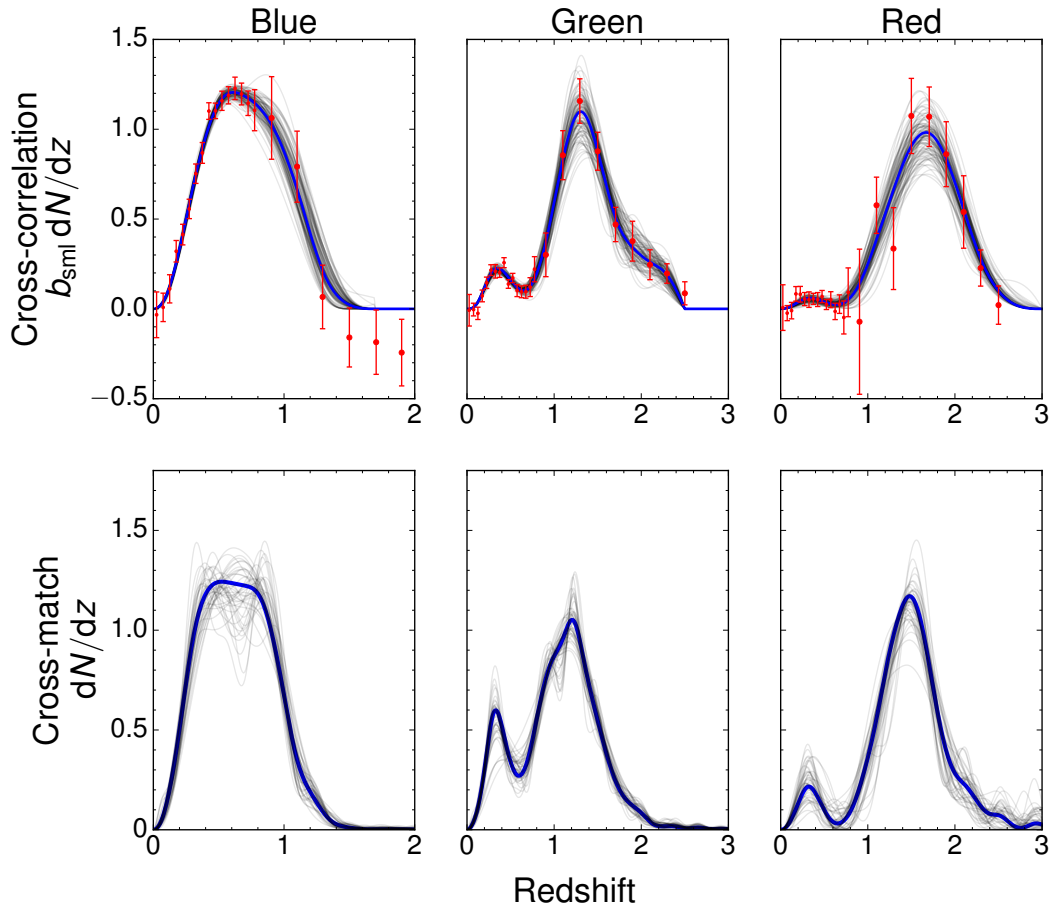 Blue Green Red
Cross-correlation
b_sml dN/dz
1.5
1.0
0.5
0.0
−0.5
0 1 2 0 1 2 3 0 1 2 3
Cross-match
dN/dz
1.5
1.0
0.5
0
0 1 2 0 1 2 3 0 1 2 3
Redshift